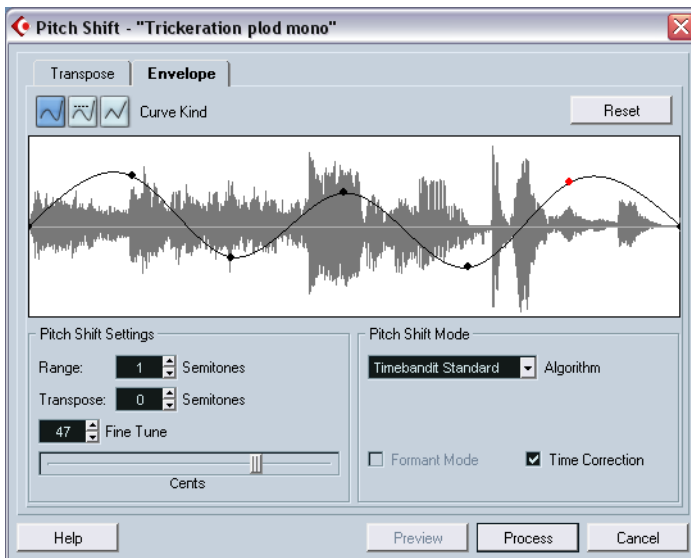 Pitch Shift - "Trickeration plod mono"
Transpose
Envelope
Curve Kind
Reset
Pitch Shift Settings
Range: 1 Semitones
Transpose: 0 Semitones
47 Fine Tune
Cents
Pitch Shift Mode
Timebandit Standard Algorithm
Formant Mode
Time Correction
Help
Preview
Process
Cancel